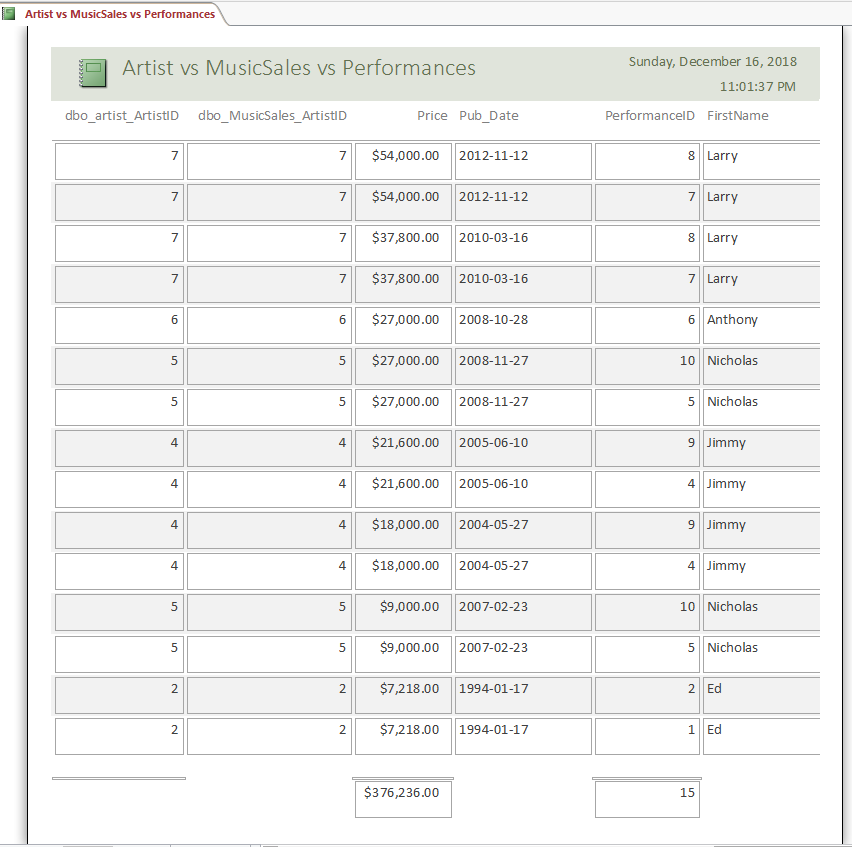 Artist vs MusicSales vs Performances
Artist vs MusicSales vs Performances Sunday, December 16, 2018
11:01:37 PM
dbo_artist_ArtistID dbo_MusicSales_ArtistID Price Pub_Date PerformanceID FirstName
7 7 $54,000.00 2012-11-12 8 Larry
7 7 $54,000.00 2012-11-12 7 Larry
7 7 $37,800.00 2010-03-16 8 Larry
7 7 $37,800.00 2010-03-16 7 Larry
6 6 $27,000.00 2008-10-28 6 Anthony
5 5 $27,000.00 2008-11-27 10 Nicholas
5 5 $27,000.00 2008-11-27 5 Nicholas
4 4 $21,600.00 2005-06-10 9 Jimmy
4 4 $21,600.00 2005-06-10 4 Jimmy
4 4 $18,000.00 2004-05-27 9 Jimmy
4 4 $18,000.00 2004-05-27 4 Jimmy
5 5 $9,000.00 2007-02-23 10 Nicholas
5 5 $9,000.00 2007-02-23 5 Nicholas
2 2 $7,218.00 1994-01-17 2 Ed
2 2 $7,218.00 1994-01-17 1 Ed
$376,236.00 15